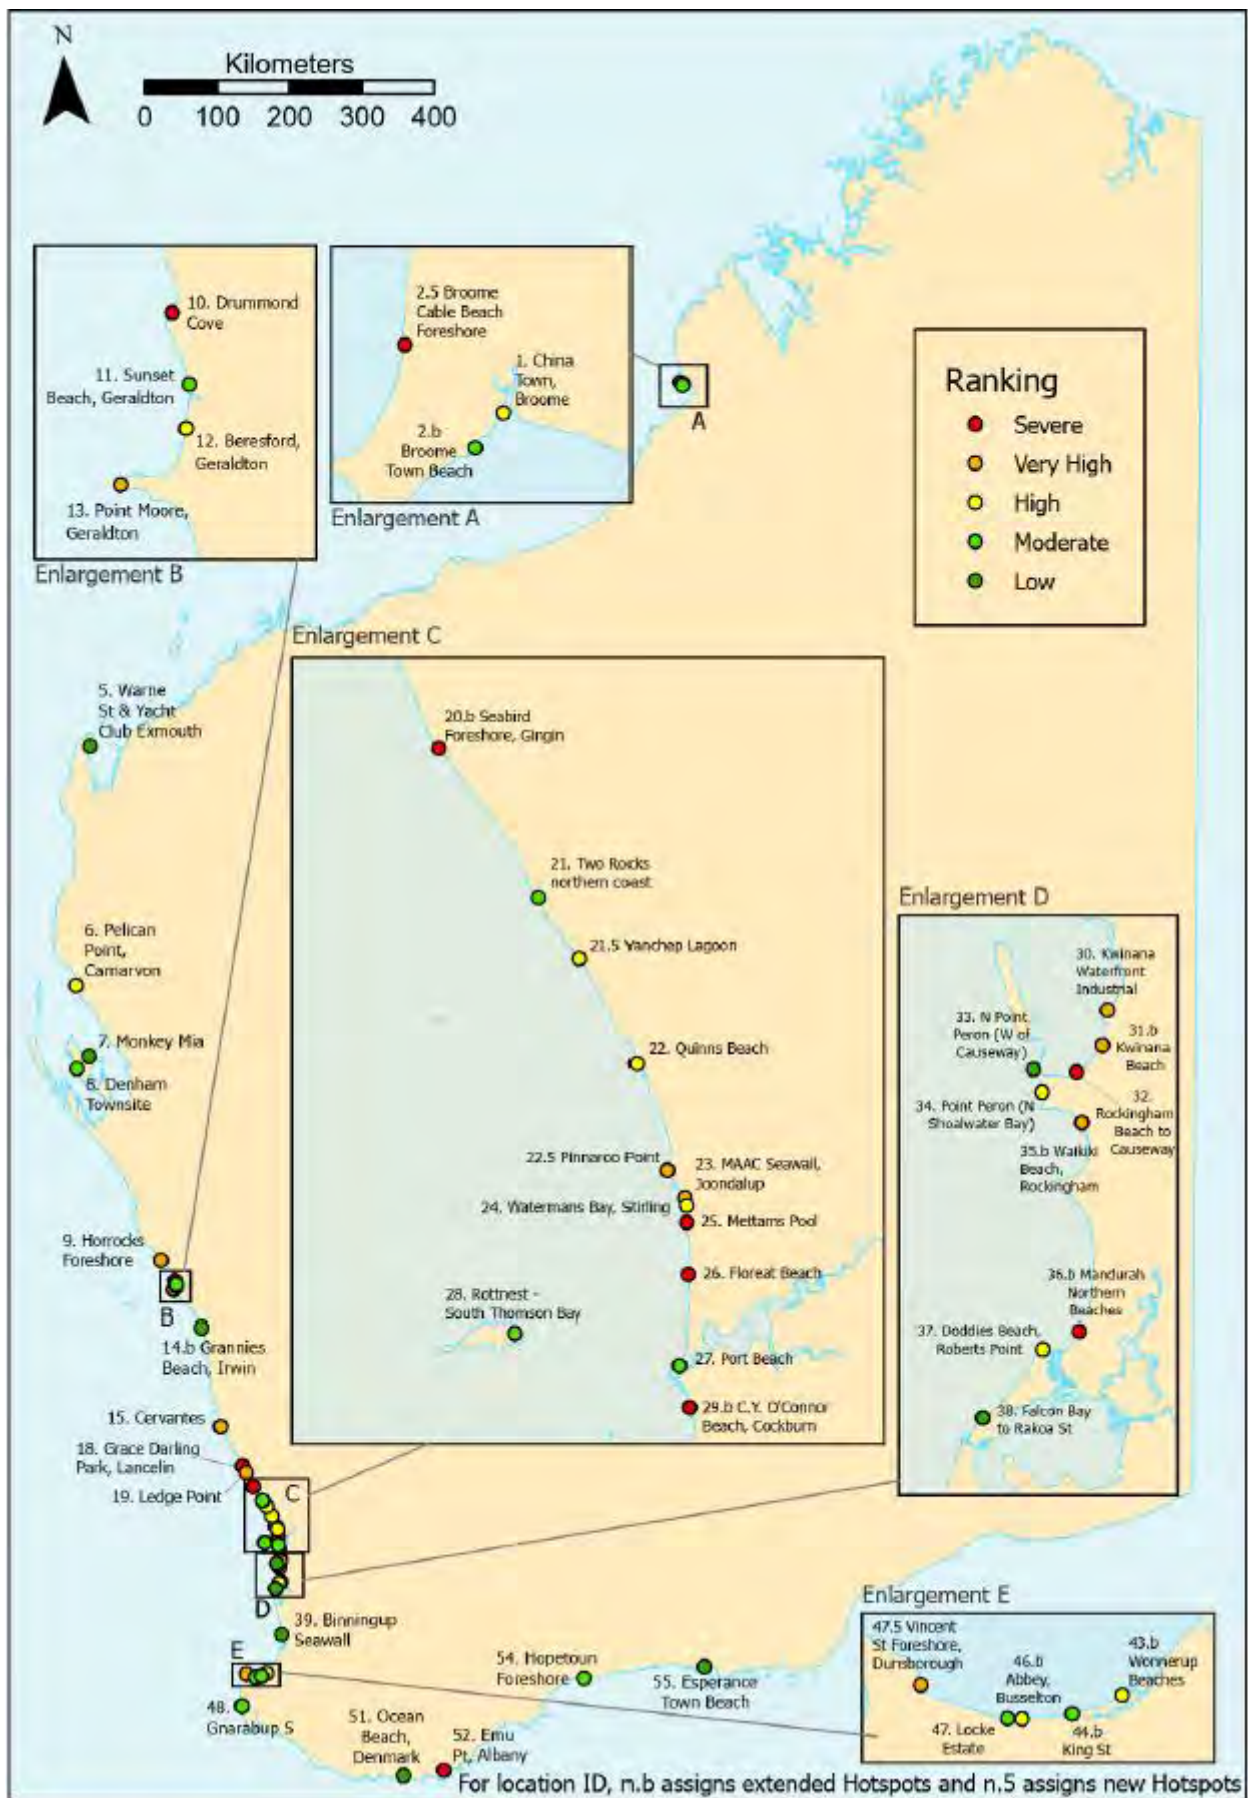 N
Kilometers
0 100 200 300 400
10. Drummond
Cove
11. Sunset
Beach, Geraldton
12. Beresford,
Geraldton
13. Point Moore,
Geraldton
Enlargement B
2.5 Broome
Cable Beach
Foreshore
1. China
Town,
Broome
2.b
Broome
Town Beach
Enlargement A
A
Ranking
Severe
Very High
High
Moderate
Low
Enlargement C
20.b Seabird
Foreshore, Gingin
21. Two Rocks
northern coast
21.5 Yanchep Lagoon
22. Quinns Beach
22.5 Pinnaroo Point
23. MAAC Seawall,
Joondalup
24. Watermans Bay, Stirling
25. Mettams Pool
26. Floreat Beach
28. Rottnest -
South Thomson Bay
27. Port Beach
29.b C.Y. O'Connor
Beach, Cockburn
5. Warne
St & Yacht
Club Exmouth
6. Pelican
Point,
Carnarvon
7. Monkey Mia
8. Denham
Townsite
9. Horrocks
Foreshore
B
14.b Grannies
Beach, Irwin
15. Cervantes
18. Grace Darling
Park, Lancelin
19. Ledge Point
C
D
39. Binningup
Seawall
E
48.
Gnarabup S
51. Ocean
Beach,
Denmark
52. Emu
Pt, Albany
54. Hopetoun
Foreshore
55. Esperance
Town Beach
Enlargement D
30. Kwinana
Waterfront
Industrial
33. N Point
Peron (W of
Causeway)
31.b
Kwinana
Beach
34. Point Peron (N
Shoalwater Bay)
32.
Rockingham
Beach to
Causeway
35.b Waikiki
Beach,
Rockingham
36.b Mandurah
Northern
Beaches
37. Doddies Beach,
Roberts Point
38. Falcon Bay
to Rakoa St
Enlargement E
47.5 Vincent
St Foreshore,
Dunsborough
46.b
Abbey,
Busselton
43.b
Wonnerup
Beaches
47. Locke
Estate
44.b
King St
For location ID, n.b assigns extended Hotspots and n.5 assigns new Hotspots